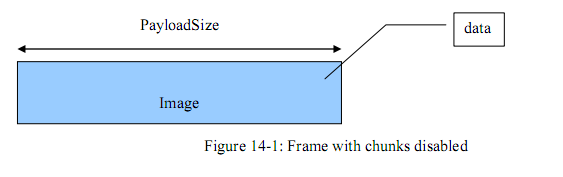 PayloadSize
data
Image
Figure 14-1: Frame with chunks disabled